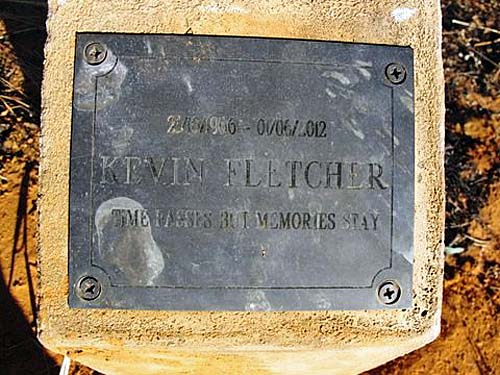 - 01/06/2012
KEVIN FLETCHER
TIME PASSES BUT MEMORIES STAY